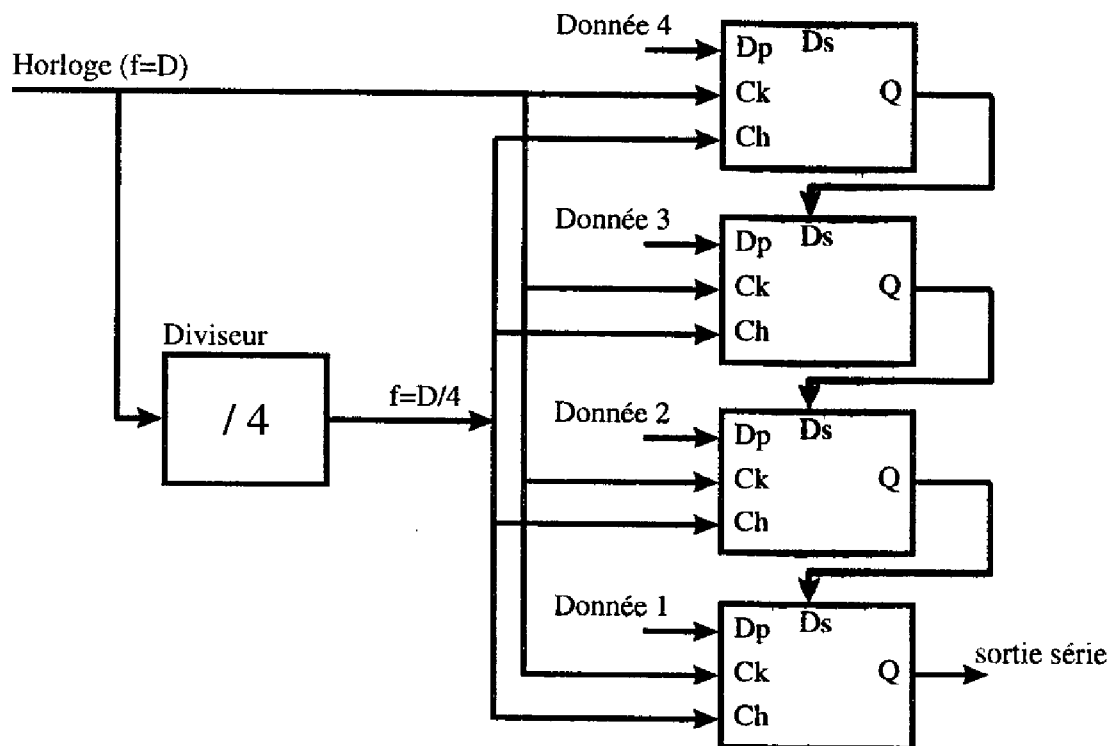 Horloge (f=D)
Diviseur
/ 4
f=D/4
Donnée 4
Dp
Ds
Ck
Q
Ch
Donnée 3
Dp
Ds
Ck
Q
Ch
Donnée 2
Dp
Ds
Ck
Q
Ch
Donnée 1
Dp
Ds
Ck
Q
Ch
sortie série